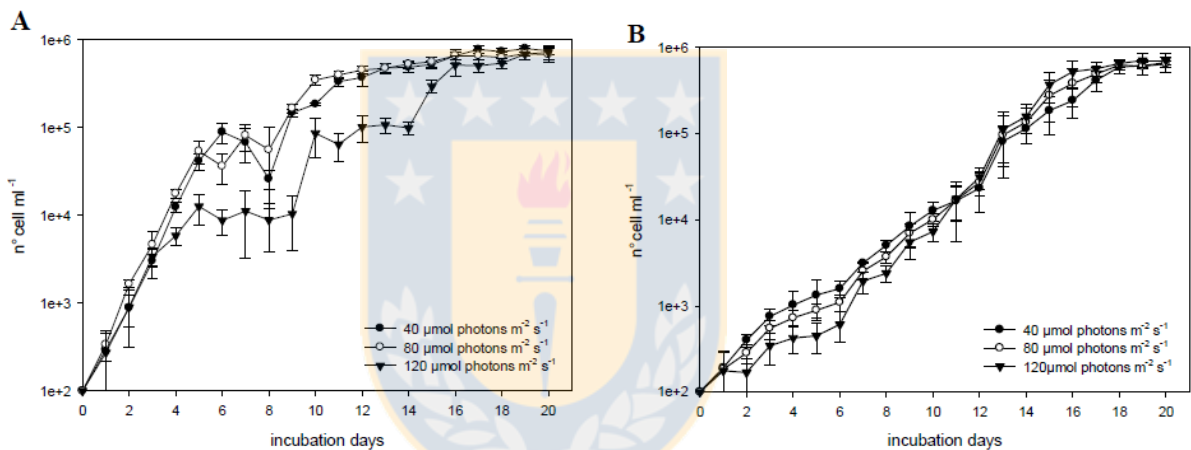 A
1e+6
1e+5
1e+4
1e+3
1e+2
n° cell ml⁻¹
40 µmol photons m⁻² s⁻¹
80 µmol photons m⁻² s⁻¹
120 µmol photons m⁻² s⁻¹
0 2 4 6 8 10 12 14 16 18 20
incubation days
B
1e+6
1e+5
1e+4
1e+3
1e+2
n° cell ml⁻¹
40 µmol photons m⁻² s⁻¹
80 µmol photons m⁻² s⁻¹
120µmol photons m⁻² s⁻¹
0 2 4 6 8 10 12 14 16 18 20
incubation days